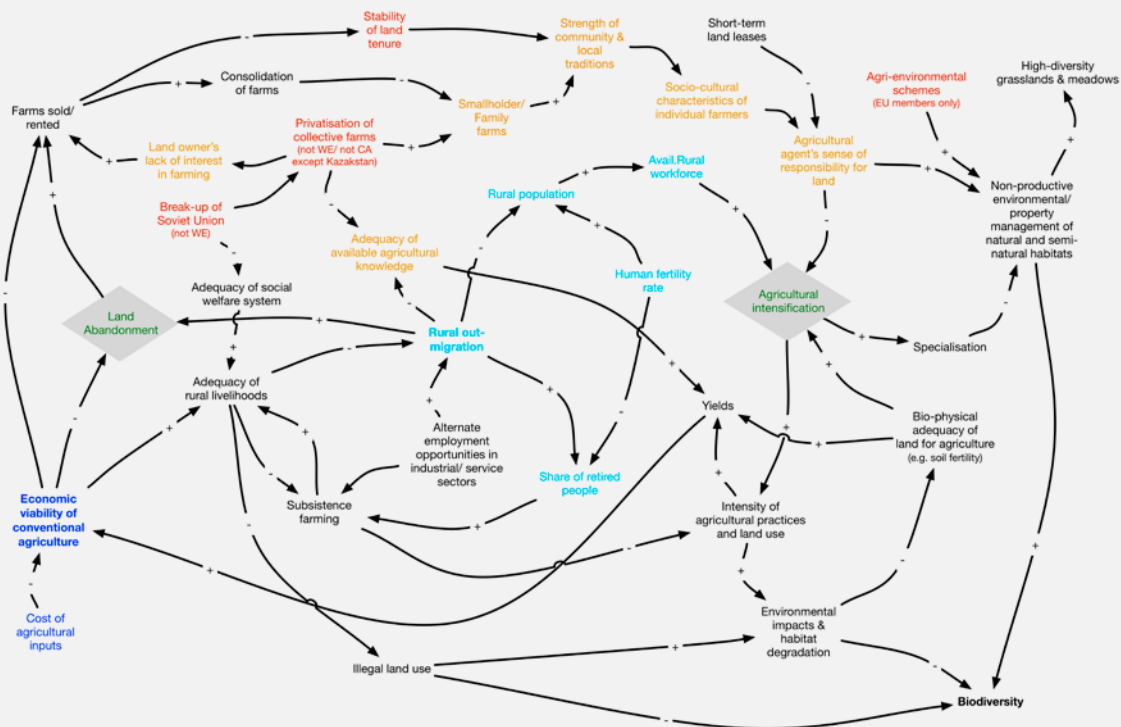 Stability
of land
tenure
Strength of
community &
local
traditions
Short-term
land leases
High-diversity
grasslands & meadows
Consolidation
of farms
Agri-environmental
schemes
(EU members only)
Farms sold/
rented
Smallholder/
Family
farms
Socio-cultural
characteristics of
individual farmers
Privatisation of
collective farms
(not WE/ not CA
except Kazakstan)
Land owner's
lack of interest
in farming
Agricultural
agent's sense of
responsibility for
land
Avail.Rural
workforce
Rural population
Non-productive
environmental/
property
management of
natural and semi-
natural habitats
Break-up of
Soviet Union
(not WE)
Adequacy of
available agricultural
knowledge
Human fertility
rate
Adequacy of social
welfare system
Agricultural
intensification
Land
Abandonment
Rural out-
migration
Specialisation
Adequacy of
rural livelihoods
Yields
Bio-physical
adequacy of
land for agriculture
(e.g. soil fertility)
Alternate
employment
opportunities in
industrial/ service
sectors
Share of retired
people
Economic
viability of
conventional
agriculture
Subsistence
farming
Intensity of
agricultural practices
and land use
Cost of
agricultural
inputs
Environmental
impacts &
habitat
degradation
Illegal land use
Biodiversity